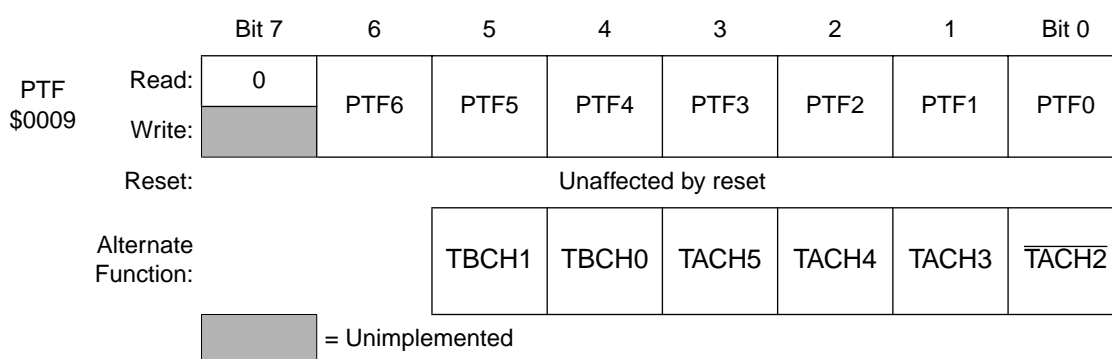 Bit 7 6 5 4 3 2 1 Bit 0
PTF $0009
Read: 0 PTF6 PTF5 PTF4 PTF3 PTF2 PTF1 PTF0
Write:
Reset: Unaffected by reset
Alternate Function: TBCH1 TBCH0 TACH5 TACH4 TACH3 T̅A̅C̅H̅2̅
= Unimplemented